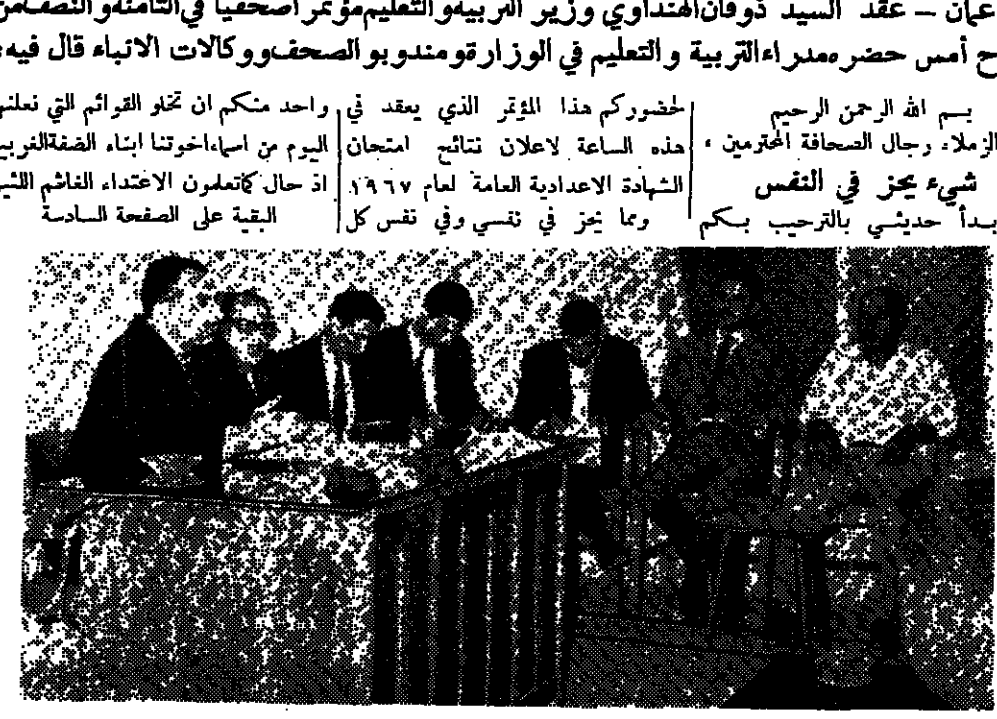 عمان – عقد السيد ذوقان الهنداوي وزير التربية والتعليم مؤتمرا صحفيا في الثامنة والنصف من
ح أمس حضره مدراء التربية والتعليم في الوزارة ومندوبو الصحف ووكالات الانباء قال فيه
بسم الله الرحمن الرحيم
الزملاء رجال الصحافة المحترمين ،
شيء يحز في النفس
بدأ حديثي بالترحيب بكم
لحضوركم هذا المؤتمر الذي يعقد في
هذه الساعة لاعلان نتائج امتحان
الشهادة الاعدادية العامة لعام ١٩٦٧
ومما يحز في نفسي وفي نفس كل
واحد منكم ان تخلو القوائم التي نعلنها
اليوم من اسماء اخوتنا ابناء الضفة الغربية
اذ حال كما تعلمون الاعتداء الغاشم اللئيم
البقية على الصفحة السادسة